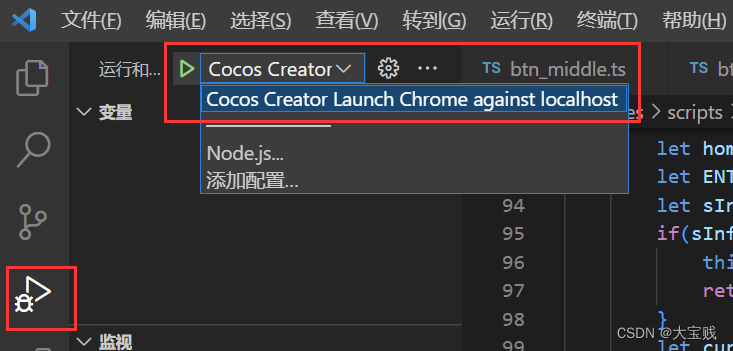 文件(F) 编辑(E) 选择(S) 查看(V) 转到(G) 运行(R) 终端(T) 帮助(H)
运行和... Cocos Creator ... TS btn_middle.ts TS b
Cocos Creator Launch Chrome against localhost
变量
es > scripts >
Node.js...
添加配置...
let hom
let ENT
94 let sInf
95 if(sInf
96 thi
97 ret
98 }
99 let cur
监视
CSDN @大宝贱